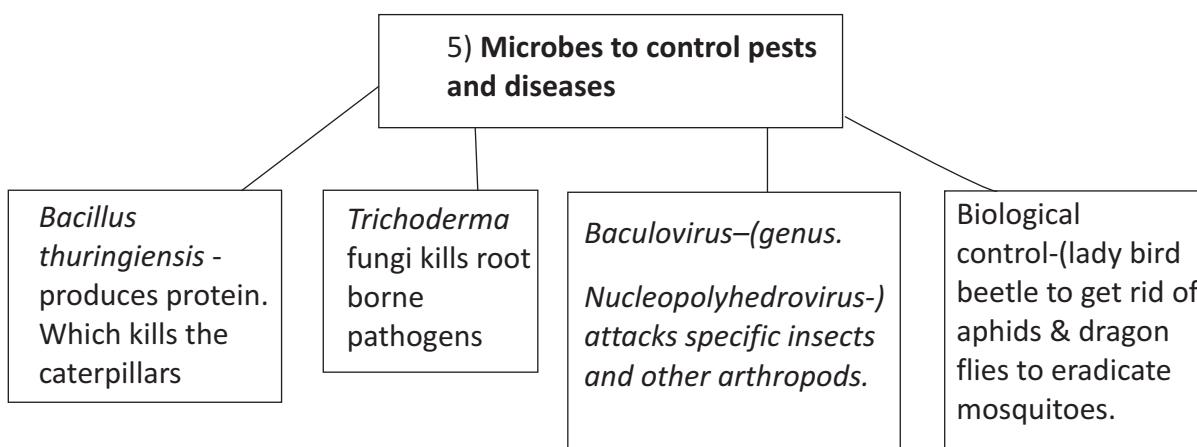 5) Microbes to control pests
and diseases
Bacillus
thuringiensis -
produces protein.
Which kills the
caterpillars
Trichoderma
fungi kills root
borne
pathogens
Baculovirus–(genus.
Nucleopolyhedrovirus-)
attacks specific insects
and other arthropods.
Biological
control-(lady bird
beetle to get rid of
aphids & dragon
flies to eradicate
mosquitoes.